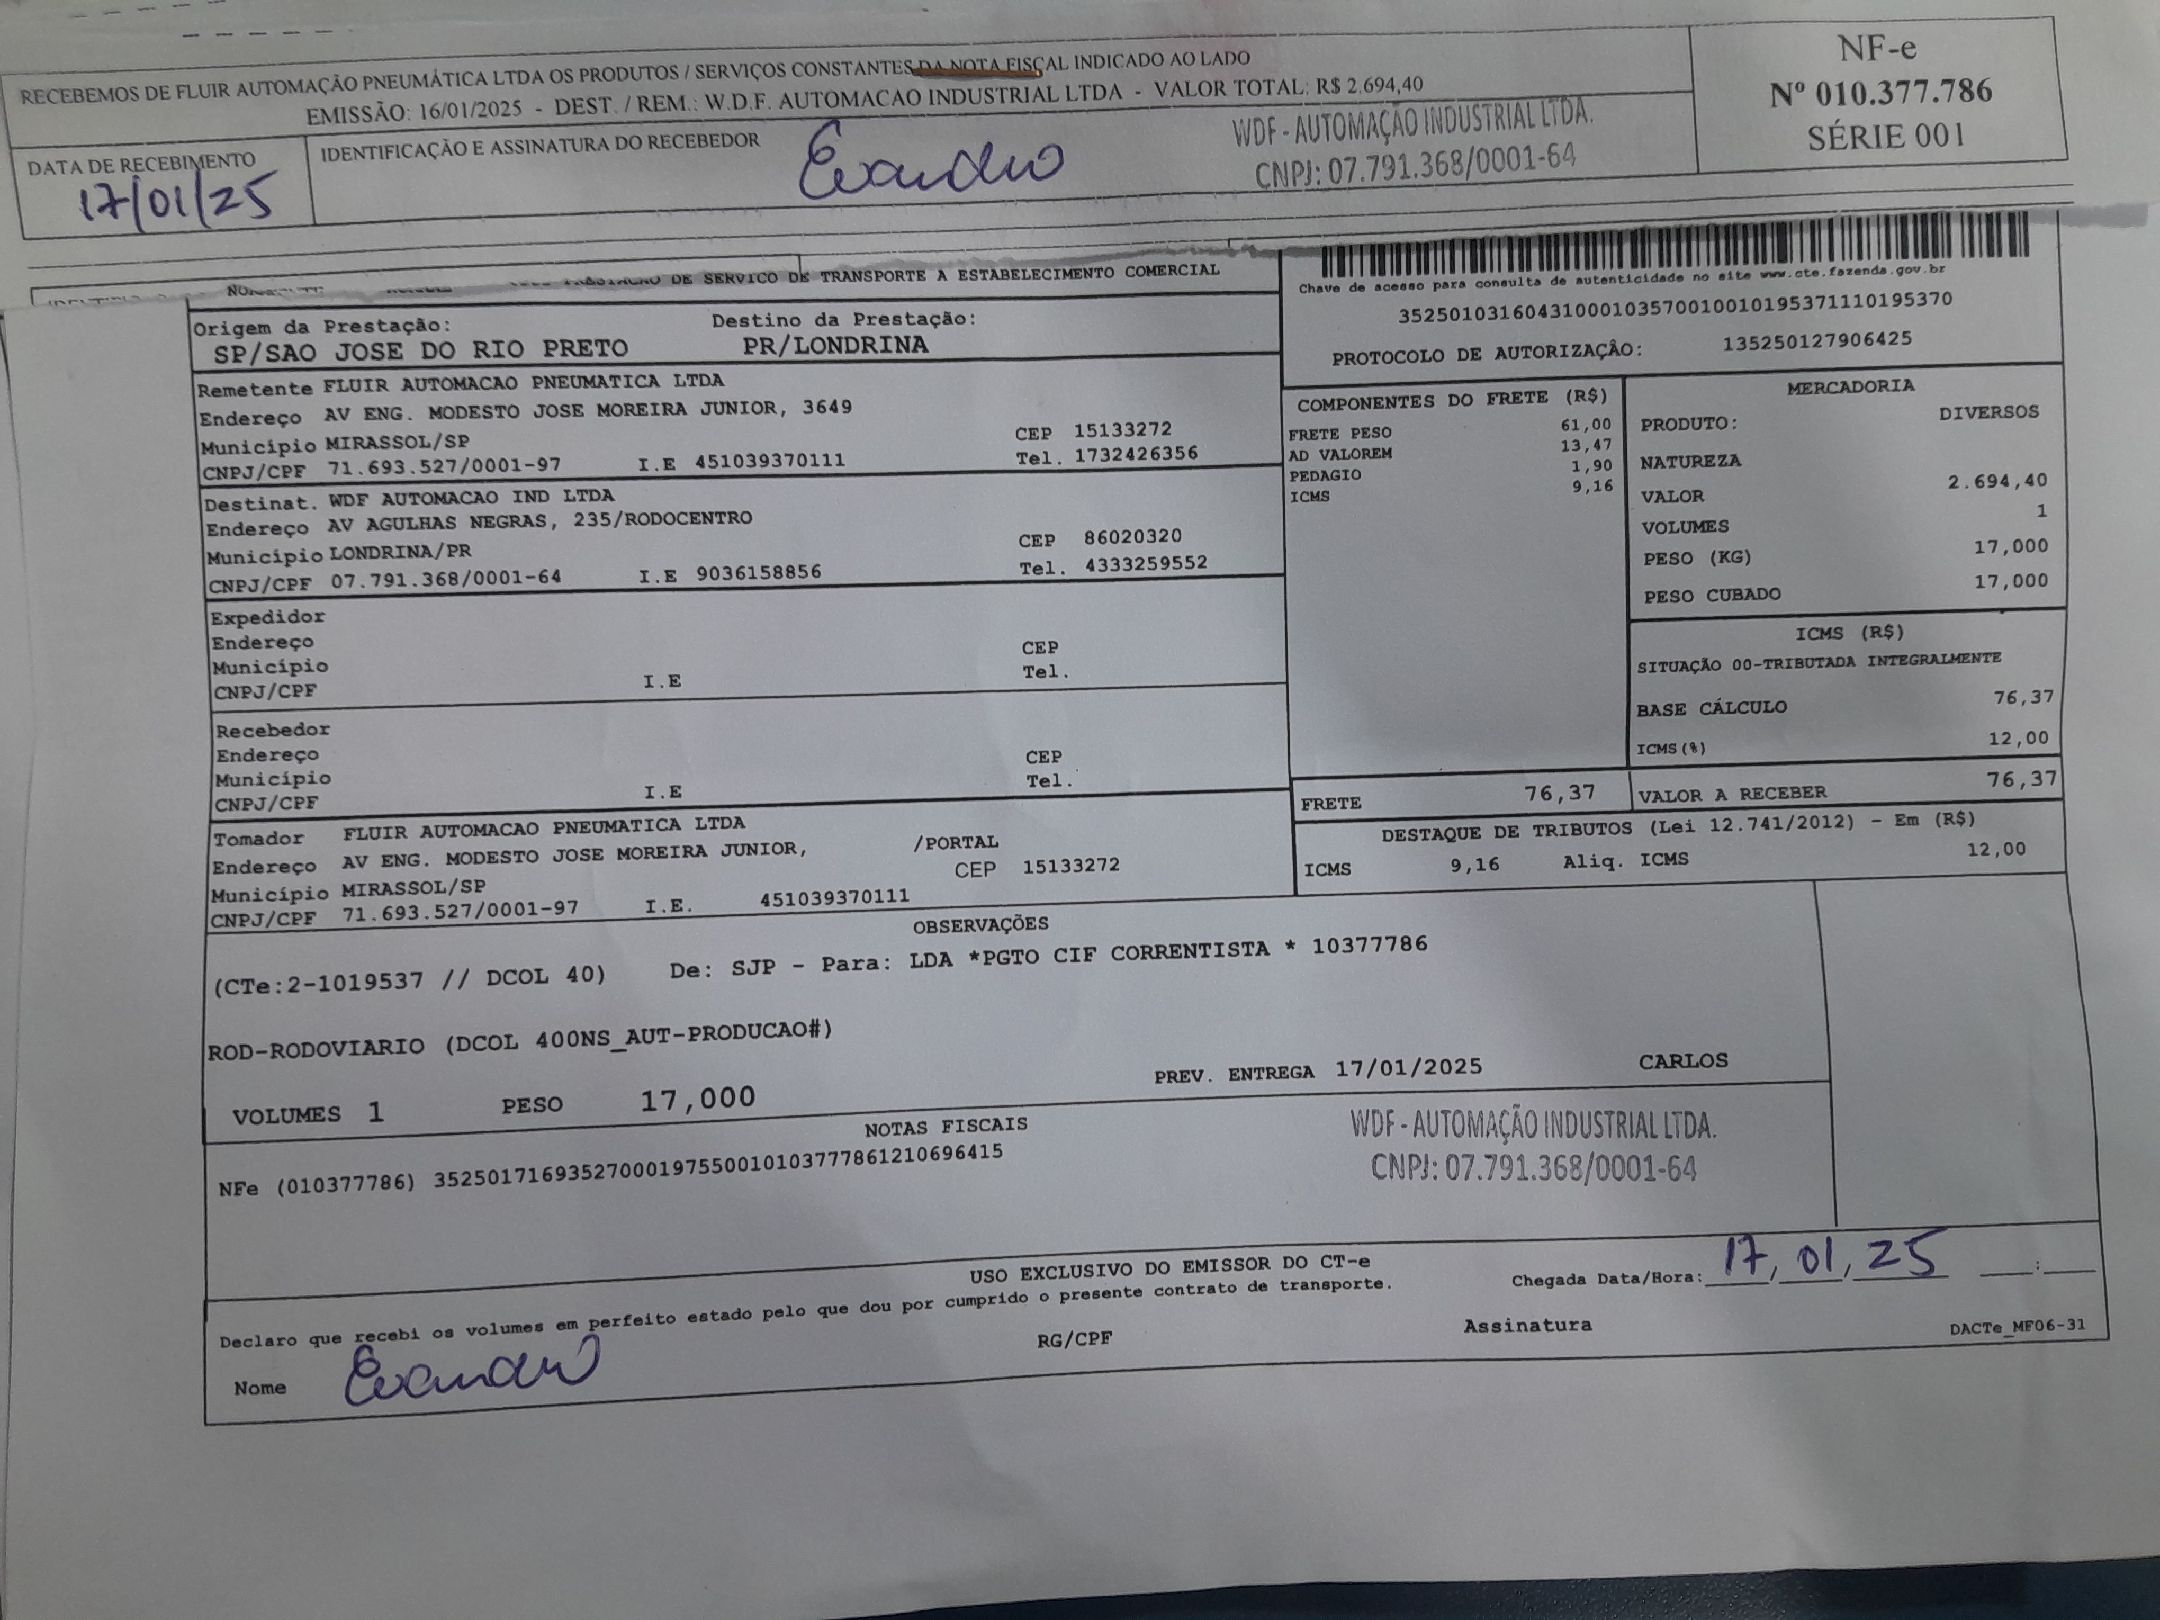 RECEBEMOS DE FLUIR AUTOMAÇÃO PNEUMÁTICA LTDA OS PRODUTOS / SERVIÇOS CONSTANTES DA NOTA FISCAL INDICADO AO LADO
EMISSÃO: 16/01/2025 - DEST. / REM.: W.D.F. AUTOMACAO INDUSTRIAL LTDA - VALOR TOTAL: R$ 2.694,40
NF-e
Nº 010.377.786
SÉRIE 001
DATA DE RECEBIMENTO
17/01/25
IDENTIFICAÇÃO E ASSINATURA DO RECEBEDOR
Evandro
WDF - AUTOMAÇÃO INDUSTRIAL LTDA.
CNPJ: 07.791.368/0001-64
DE SERVICO DE TRANSPORTE A ESTABELECIMENTO COMERCIAL
Chave de acesso para consulta de autenticidade no site www.cte.fazenda.gov.br
35250103160431000103570010010195371110195370
PROTOCOLO DE AUTORIZAÇÃO: 135250127906425
Origem da Prestação: Destino da Prestação:
SP/SAO JOSE DO RIO PRETO PR/LONDRINA
Remetente FLUIR AUTOMACAO PNEUMATICA LTDA
Endereço AV ENG. MODESTO JOSE MOREIRA JUNIOR, 3649
Município MIRASSOL/SP CEP 15133272
CNPJ/CPF 71.693.527/0001-97 I.E 451039370111 Tel. 1732426356
Destinat. WDF AUTOMACAO IND LTDA
Endereço AV AGULHAS NEGRAS, 235/RODOCENTRO
Município LONDRINA/PR CEP 86020320
CNPJ/CPF 07.791.368/0001-64 I.E 9036158856 Tel. 4333259552
Expedidor
Endereço
Município CEP
CNPJ/CPF I.E Tel.
Recebedor
Endereço
Município CEP
CNPJ/CPF I.E Tel.
Tomador FLUIR AUTOMACAO PNEUMATICA LTDA
Endereço AV ENG. MODESTO JOSE MOREIRA JUNIOR, /PORTAL
Município MIRASSOL/SP CEP 15133272
CNPJ/CPF 71.693.527/0001-97 I.E. 451039370111
COMPONENTES DO FRETE (R$)
FRETE PESO 61,00
AD VALOREM 13,47
PEDAGIO 1,90
ICMS 9,16
MERCADORIA
PRODUTO: DIVERSOS
NATUREZA
VALOR 2.694,40
VOLUMES 1
PESO (KG) 17,000
PESO CUBADO 17,000
ICMS (R$)
SITUAÇÃO 00-TRIBUTADA INTEGRALMENTE
BASE CÁLCULO 76,37
ICMS(%) 12,00
FRETE 76,37 VALOR A RECEBER 76,37
DESTAQUE DE TRIBUTOS (Lei 12.741/2012) - Em (R$)
ICMS 9,16 Aliq. ICMS 12,00
OBSERVAÇÕES
(CTe:2-1019537 // DCOL 40) De: SJP - Para: LDA *PGTO CIF CORRENTISTA * 10377786
ROD-RODOVIARIO (DCOL 400NS_AUT-PRODUCAO#)
PREV. ENTREGA 17/01/2025 CARLOS
VOLUMES 1 PESO 17,000
NOTAS FISCAIS
NFe (010377786) 35250171693527000197550010103777861210696415
WDF - AUTOMAÇÃO INDUSTRIAL LTDA.
CNPJ: 07.791.368/0001-64
USO EXCLUSIVO DO EMISSOR DO CT-e
Declaro que recebi os volumes em perfeito estado pelo que dou por cumprido o presente contrato de transporte.
Chegada Data/Hora: 17, 01, 25 :
Nome Evandro RG/CPF Assinatura
DACTe_MF06-31